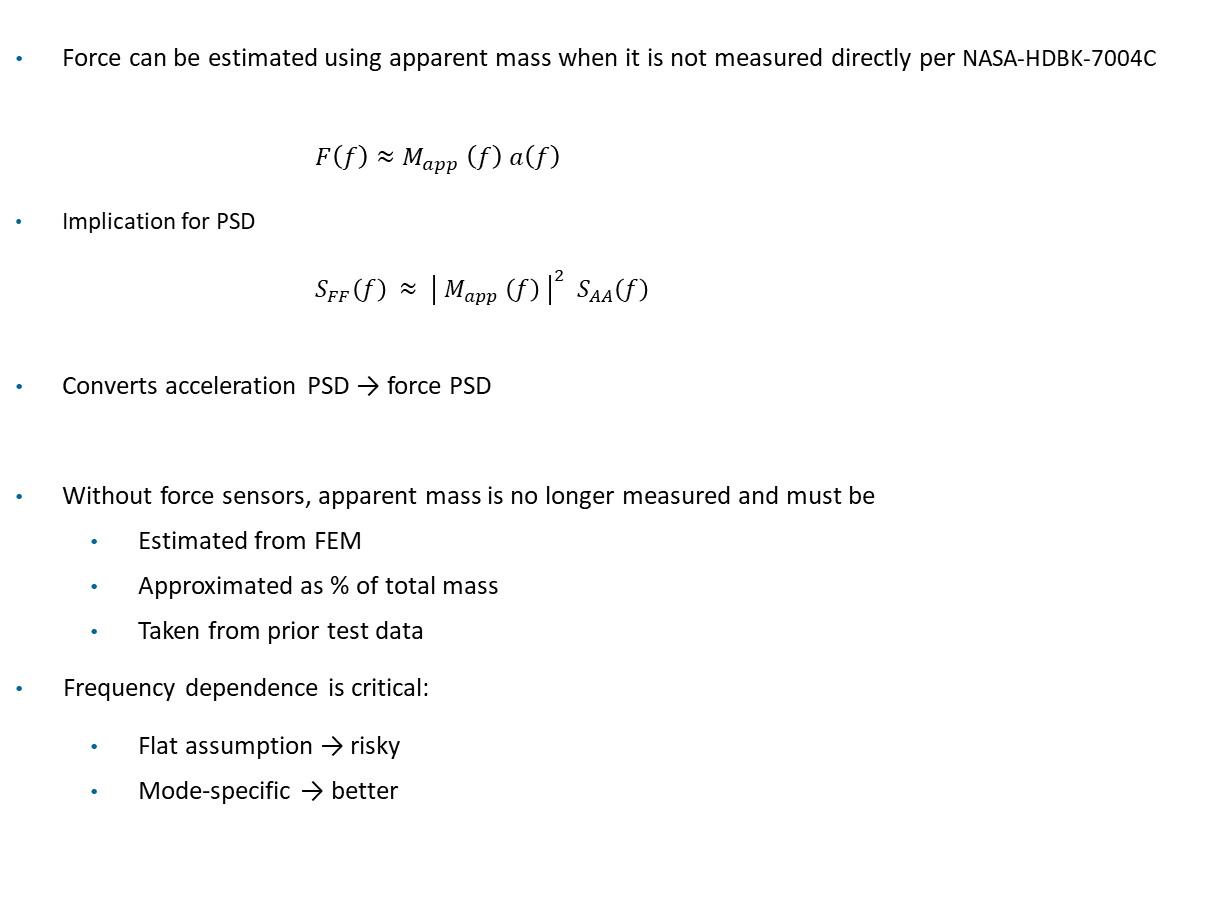 • Force can be estimated using apparent mass when it is not measured directly per NASA-HDBK-7004C
F(f) ≈ M_app (f) a(f)
• Implication for PSD
S_FF(f) ≈ |M_app (f)|² S_AA(f)
• Converts acceleration PSD → force PSD
• Without force sensors, apparent mass is no longer measured and must be
• Estimated from FEM
• Approximated as % of total mass
• Taken from prior test data
• Frequency dependence is critical:
• Flat assumption → risky
• Mode-specific → better